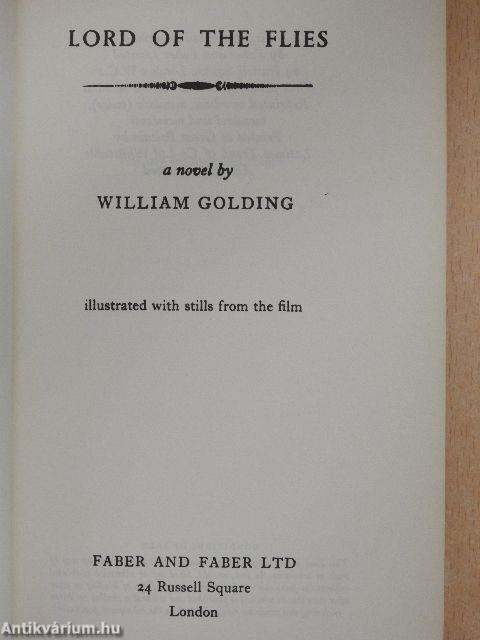 LORD OF THE FLIES
a novel by
WILLIAM GOLDING
illustrated with stills from the film
FABER AND FABER LTD
24 Russell Square
London
Antikvárium.hu